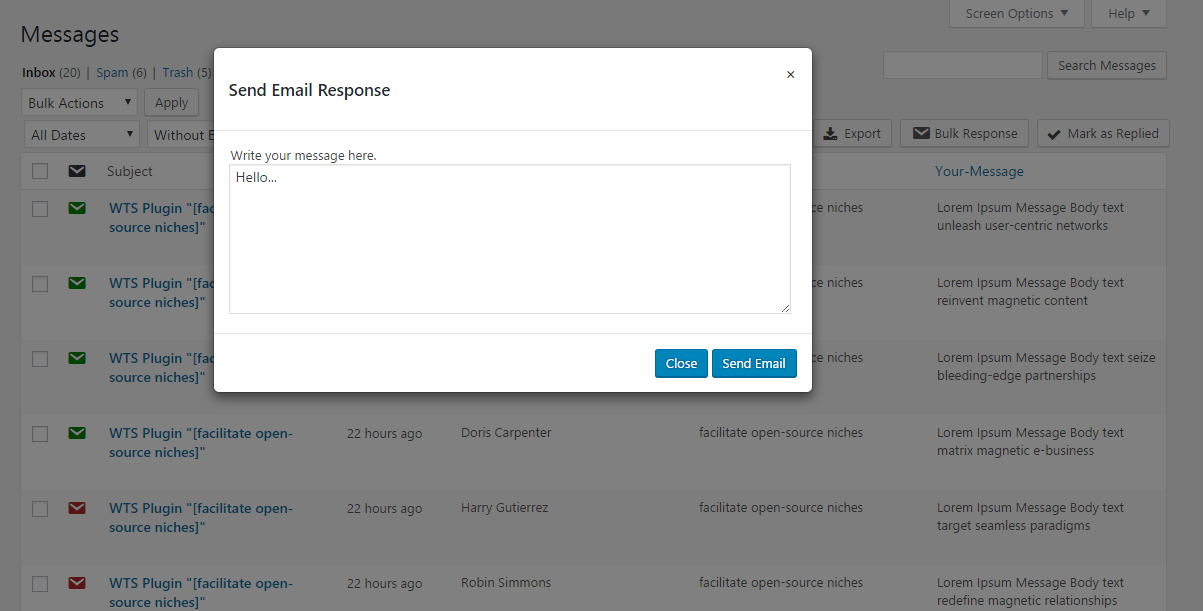 Screen Options ▼ Help ▼
Messages
Inbox (20) | Spam (6) | Trash (5)
Search Messages
Bulk Actions ▼ Apply
All Dates ▼ Without
Export Bulk Response Mark as Replied
Subject Your-Message
Send Email Response
×
Write your message here.
Hello...
Close Send Email
WTS Plugin "[fac ce niches Lorem Ipsum Message Body text
source niches]" unleash user-centric networks
WTS Plugin "[fac ce niches Lorem Ipsum Message Body text
source niches]" reinvent magnetic content
WTS Plugin "[fac ce niches Lorem Ipsum Message Body text seize
source niches]" bleeding-edge partnerships
WTS Plugin "[facilitate open- 22 hours ago Doris Carpenter facilitate open-source niches Lorem Ipsum Message Body text
source niches]" matrix magnetic e-business
WTS Plugin "[facilitate open- 22 hours ago Harry Gutierrez facilitate open-source niches Lorem Ipsum Message Body text
source niches]" target seamless paradigms
WTS Plugin "[facilitate open- 22 hours ago Robin Simmons facilitate open-source niches Lorem Ipsum Message Body text
source niches]" redefine magnetic relationships